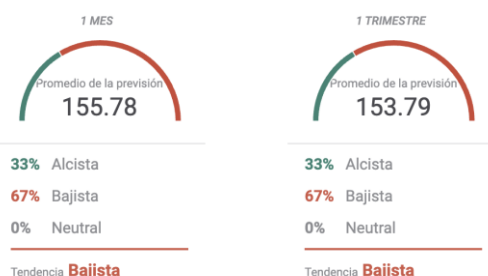 1 MES
Promedio de la previsión
155.78
33% Alcista
67% Bajista
0% Neutral
Tendencia Bajista
1 TRIMESTRE
Promedio de la previsión
153.79
33% Alcista
67% Bajista
0% Neutral
Tendencia Bajista